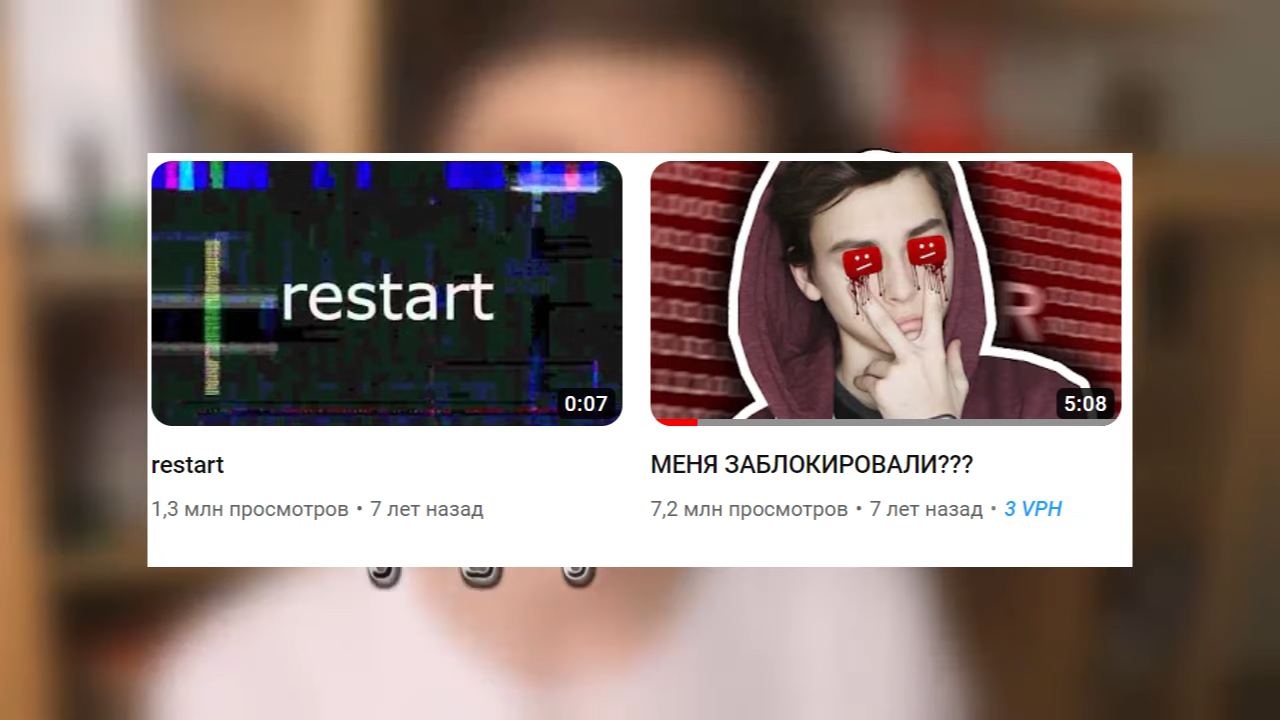 restart
0:07
5:08
restart
МЕНЯ ЗАБЛОКИРОВАЛИ???
1,3 млн просмотров • 7 лет назад
7,2 млн просмотров • 7 лет назад • 3 VPH